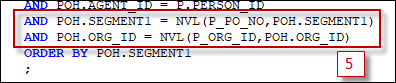 AND POH.AGENT_ID = P.PERSON_ID
AND POH.SEGMENT1 = NVL(P_PO_NO,POH.SEGMENT1)
AND POH.ORG_ID = NVL(P_ORG_ID,POH.ORG_ID)
ORDER BY POH.SEGMENT1
;
5